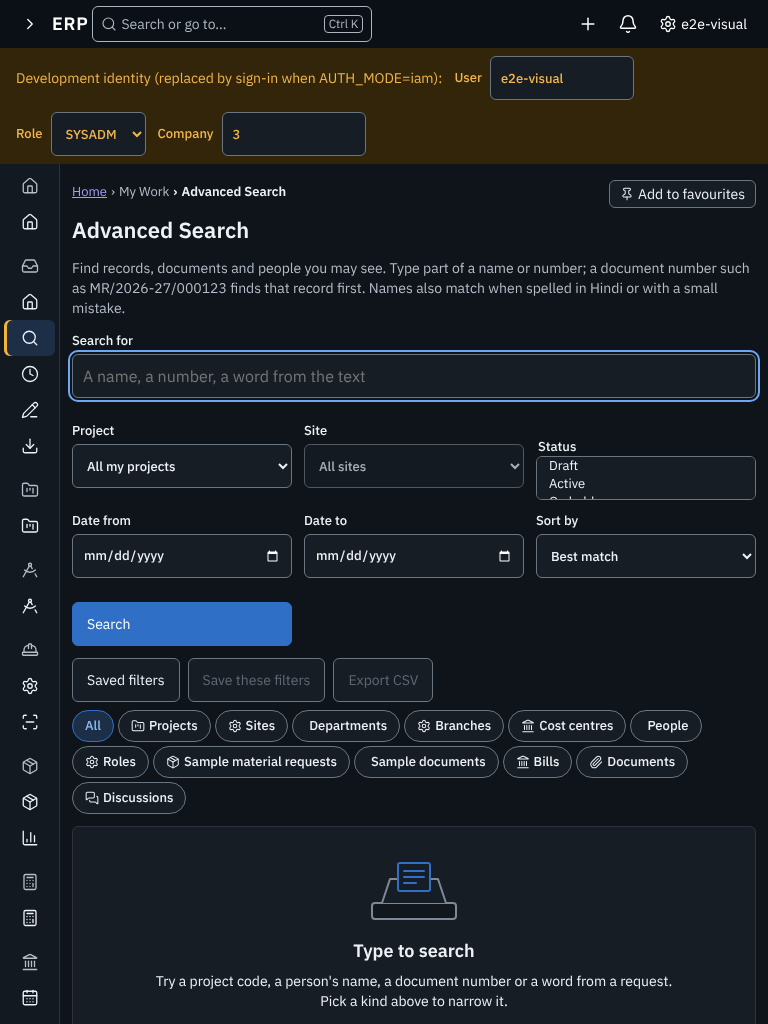 ERP
Search or go to...
Ctrl K
e2e-visual
Development identity (replaced by sign-in when AUTH_MODE=iam):
User
e2e-visual
Role
SYSADM
Company
3
Home › My Work › Advanced Search
Add to favourites
Advanced Search
Find records, documents and people you may see. Type part of a name or number; a document number such
as MR/2026-27/000123 finds that record first. Names also match when spelled in Hindi or with a small
mistake.
Search for
A name, a number, a word from the text
Project
Site
Status
All my projects
All sites
Draft
Active
Date from
Date to
Sort by
mm/dd/yyyy
mm/dd/yyyy
Best match
Search
Saved filters
Save these filters
Export CSV
All
Projects
Sites
Departments
Branches
Cost centres
People
Roles
Sample material requests
Sample documents
Bills
Documents
Discussions
Type to search
Try a project code, a person's name, a document number or a word from a request.
Pick a kind above to narrow it.